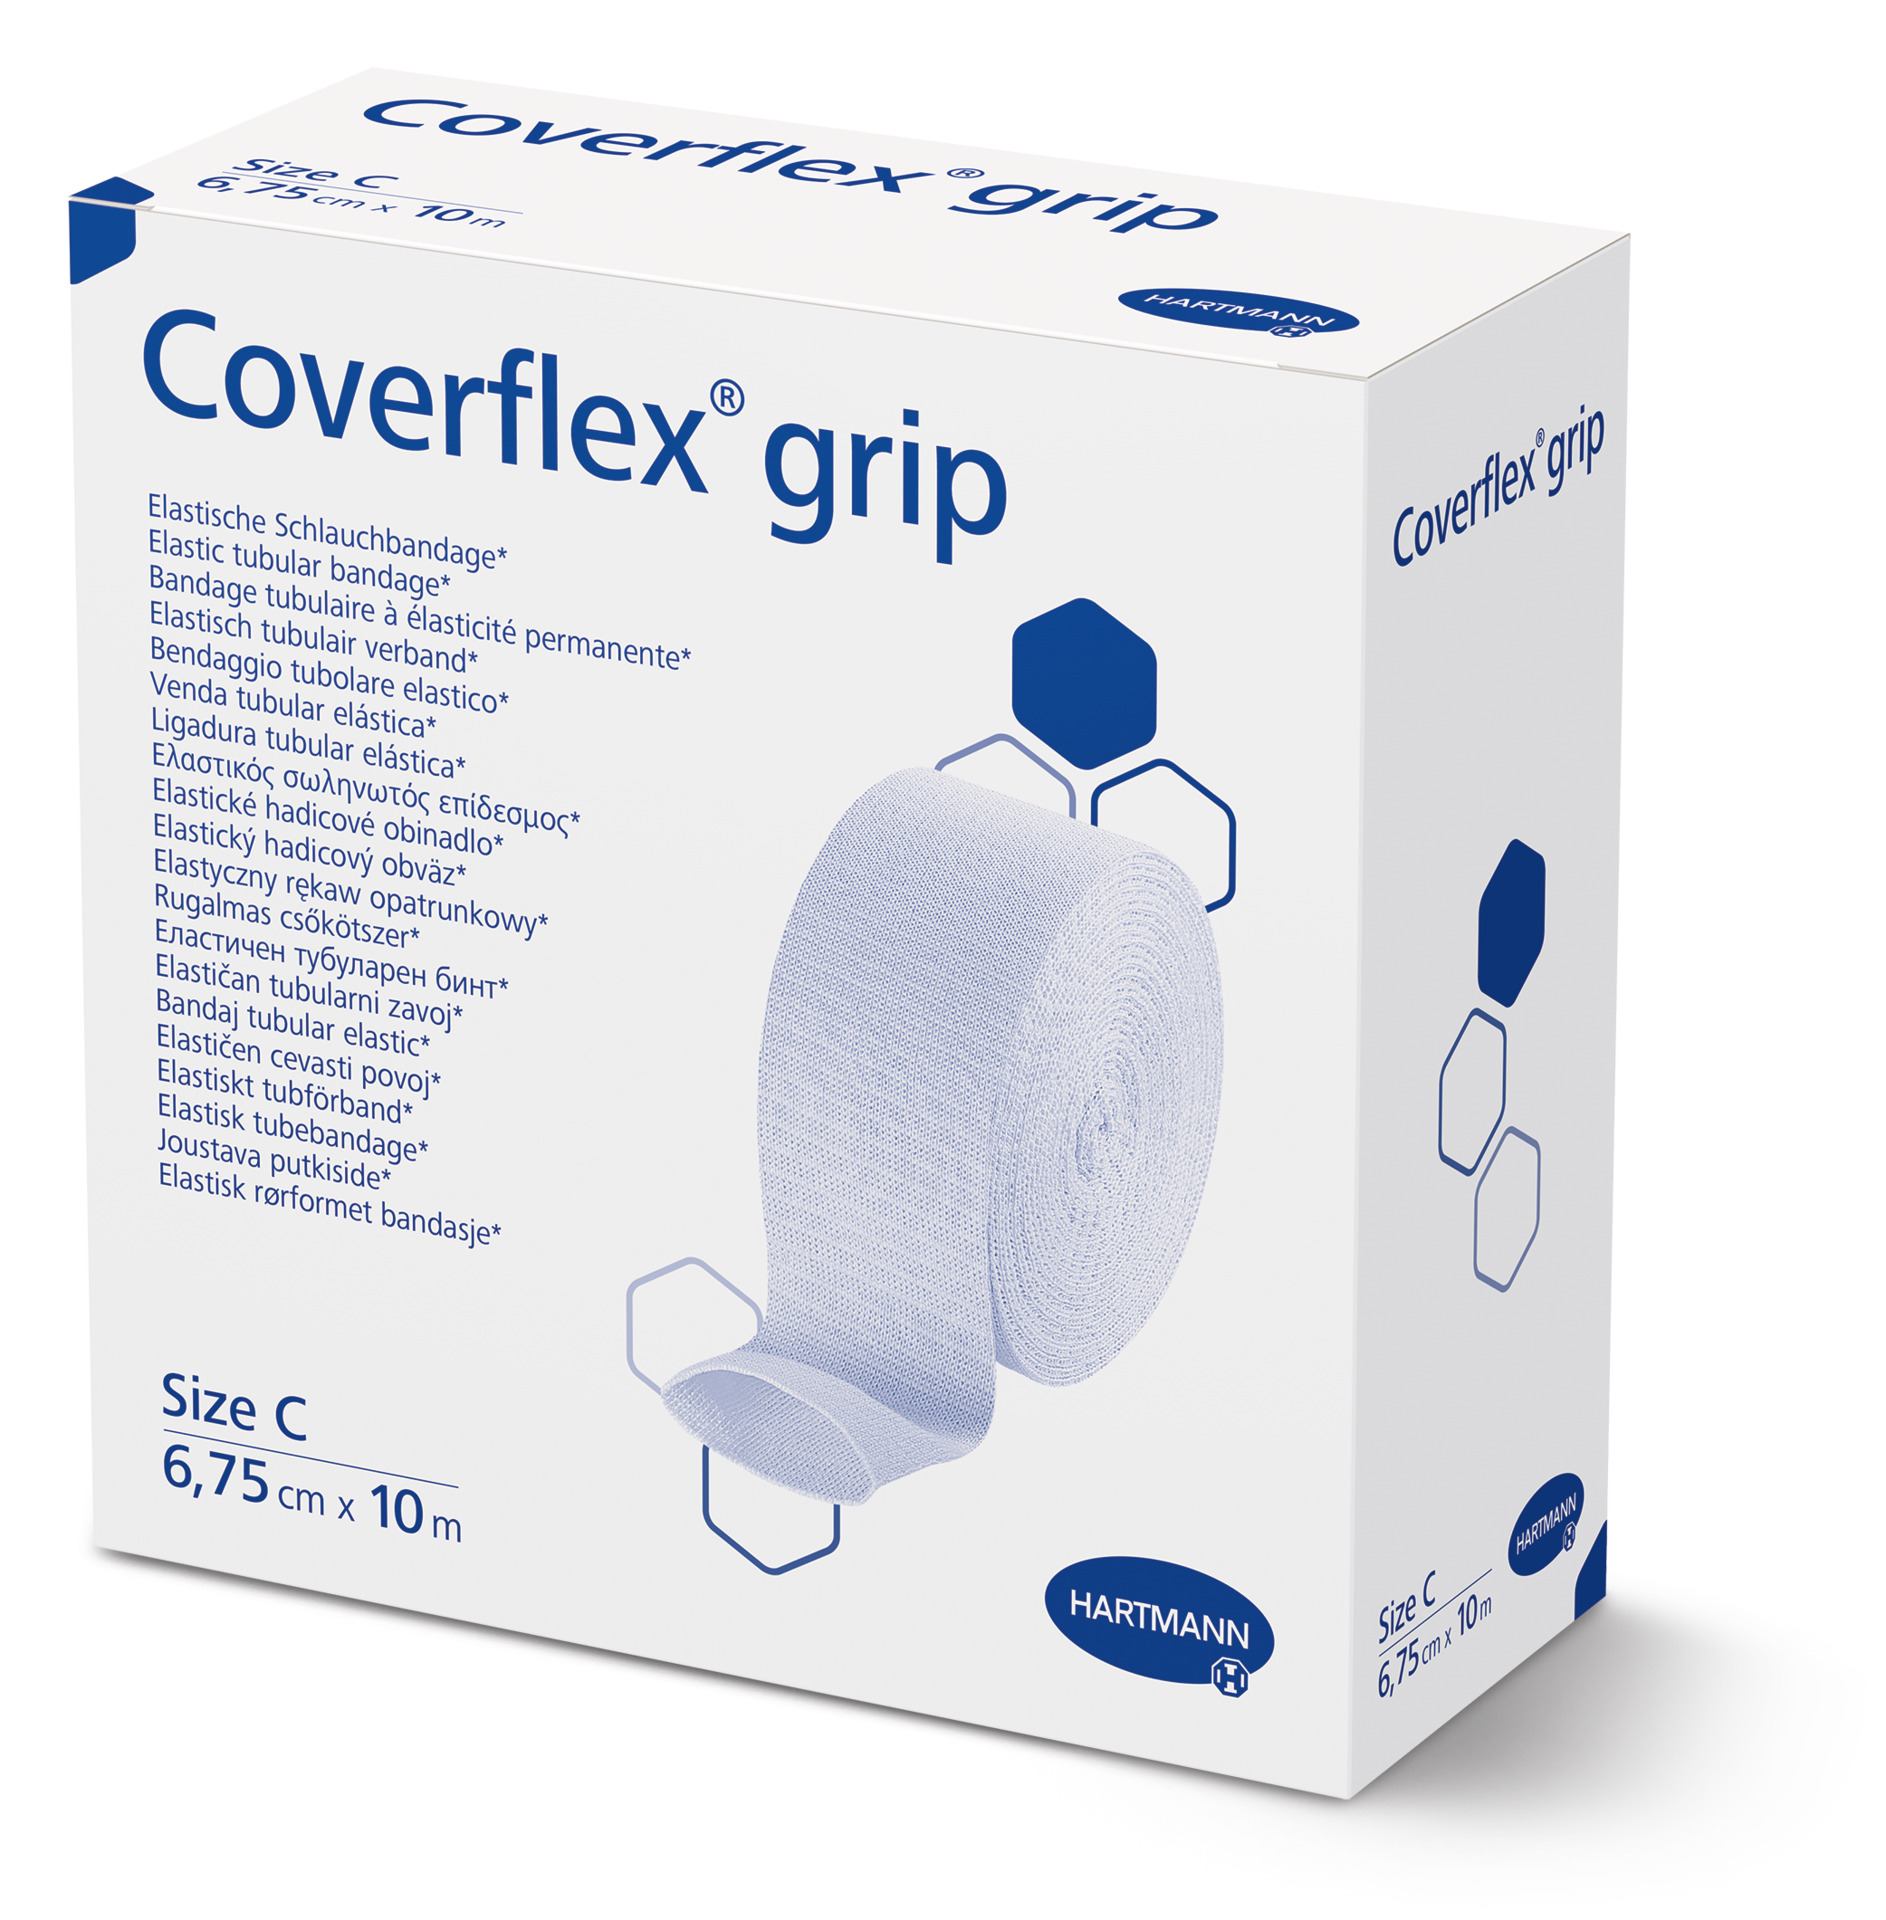 Coverflex® grip
Size C
6,75 cm x 10 m
HARTMANN
Coverflex® grip
Elastische Schlauchbandage*
Elastic tubular bandage*
Bandage tubulaire à élasticité permanente*
Elastisch tubulair verband*
Bendaggio tubolare elastico*
Venda tubular elástica*
Ligadura tubular elástica*
Ελαστικός σωληνωτός επίδεσμος*
Elastické hadicové obinadlo*
Elastický hadicový obväz*
Elastyczny rękaw opatrunkowy*
Rugalmas csőkötszer*
Еластичен тубуларен бинт*
Elastičan tubularni zavoj*
Bandaj tubular elastic*
Elastičen cevasti povoj*
Elastiskt tubförband*
Elastisk tubebandage*
Joustava putkiside*
Elastisk rørformet bandasje*
Size C
6,75 cm x 10 m
HARTMANN
Coverflex® grip
HARTMANN
Size C
6,75 cm x 10 m